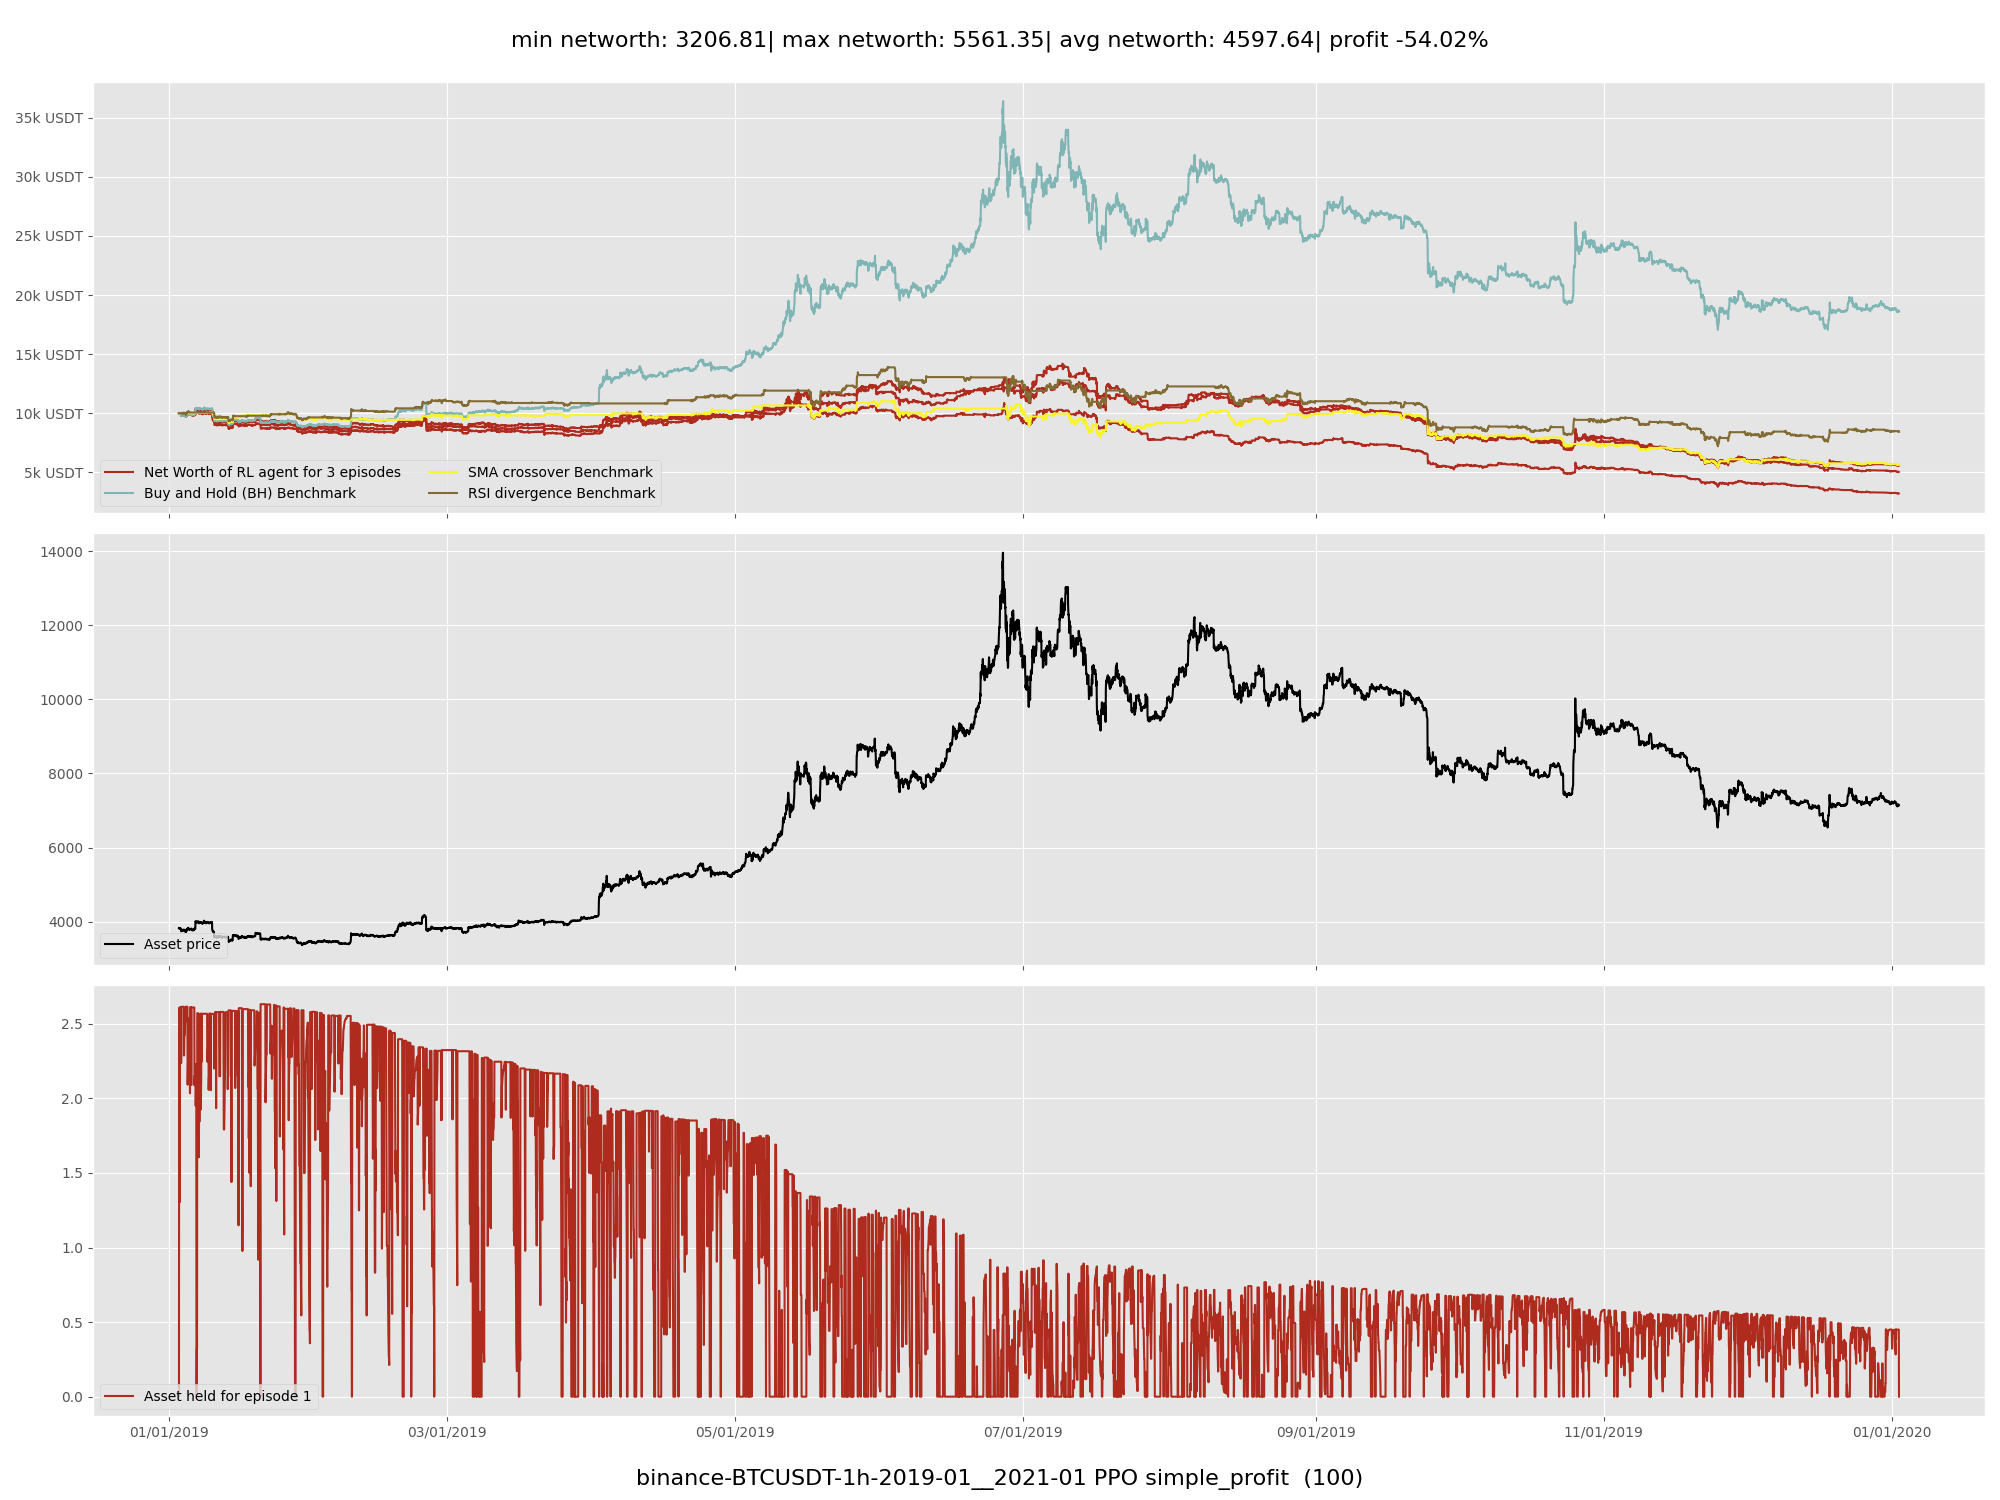 min networth: 3206.81| max networth: 5561.35| avg networth: 4597.64| profit -54.02%
35k USDT
30k USDT
25k USDT
20k USDT
15k USDT
10k USDT
5k USDT
Net Worth of RL agent for 3 episodes
Buy and Hold (BH) Benchmark
SMA crossover Benchmark
RSI divergence Benchmark
14000
12000
10000
8000
6000
4000
Asset price
2.5
2.0
1.5
1.0
0.5
0.0
Asset held for episode 1
01/01/2019 03/01/2019 05/01/2019 07/01/2019 09/01/2019 11/01/2019 01/01/2020
binance-BTCUSDT-1h-2019-01__2021-01 PPO simple_profit (100)